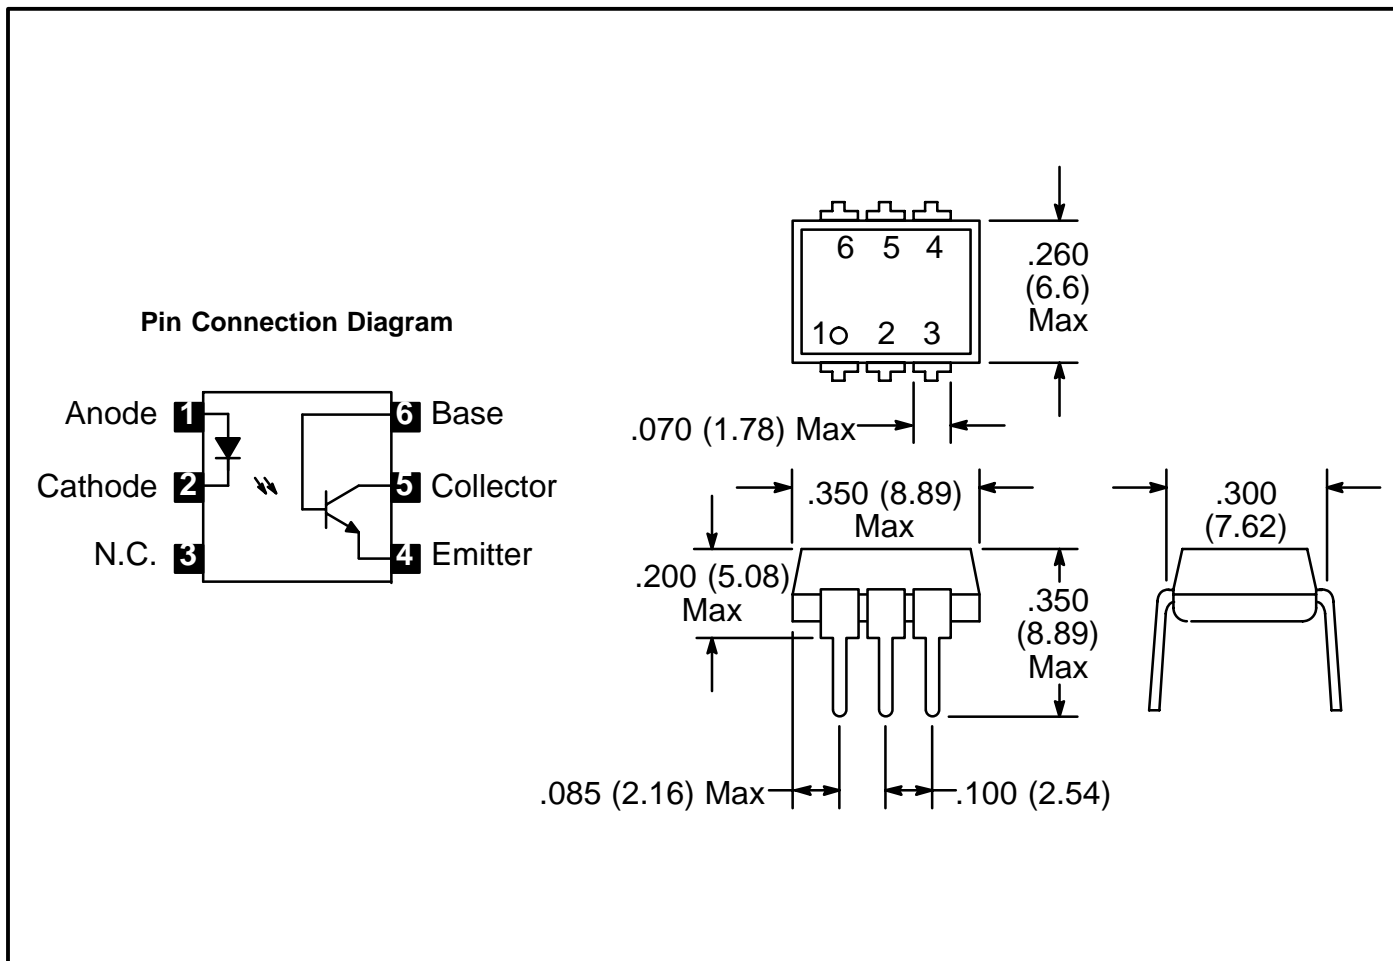 Pin Connection Diagram
Anode 1
6 Base
Cathode 2
5 Collector
N.C. 3
4 Emitter
6 5 4
1 2 3
.260
(6.6)
Max
.070 (1.78) Max
.350 (8.89)
Max
.300
(7.62)
.200 (5.08)
Max
.350
(8.89)
Max
.085 (2.16) Max
.100 (2.54)